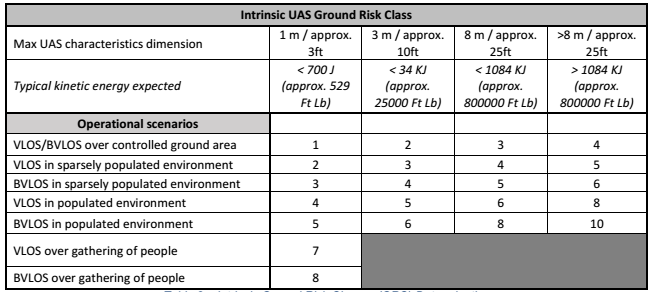 Intrinsic UAS Ground Risk Class
Max UAS characteristics dimension
1 m / approx.
3ft
3 m / approx.
10ft
8 m / approx.
25ft
>8 m / approx.
25ft
Typical kinetic energy expected
< 700 J
(approx. 529
Ft Lb)
< 34 KJ
(approx.
25000 Ft Lb)
< 1084 KJ
(approx.
800000 Ft Lb)
> 1084 KJ
(approx.
800000 Ft Lb)
Operational scenarios
VLOS/BVLOS over controlled ground area 1 2 3 4
VLOS in sparsely populated environment 2 3 4 5
BVLOS in sparsely populated environment 3 4 5 6
VLOS in populated environment 4 5 6 8
BVLOS in populated environment 5 6 8 10
VLOS over gathering of people 7
BVLOS over gathering of people 8